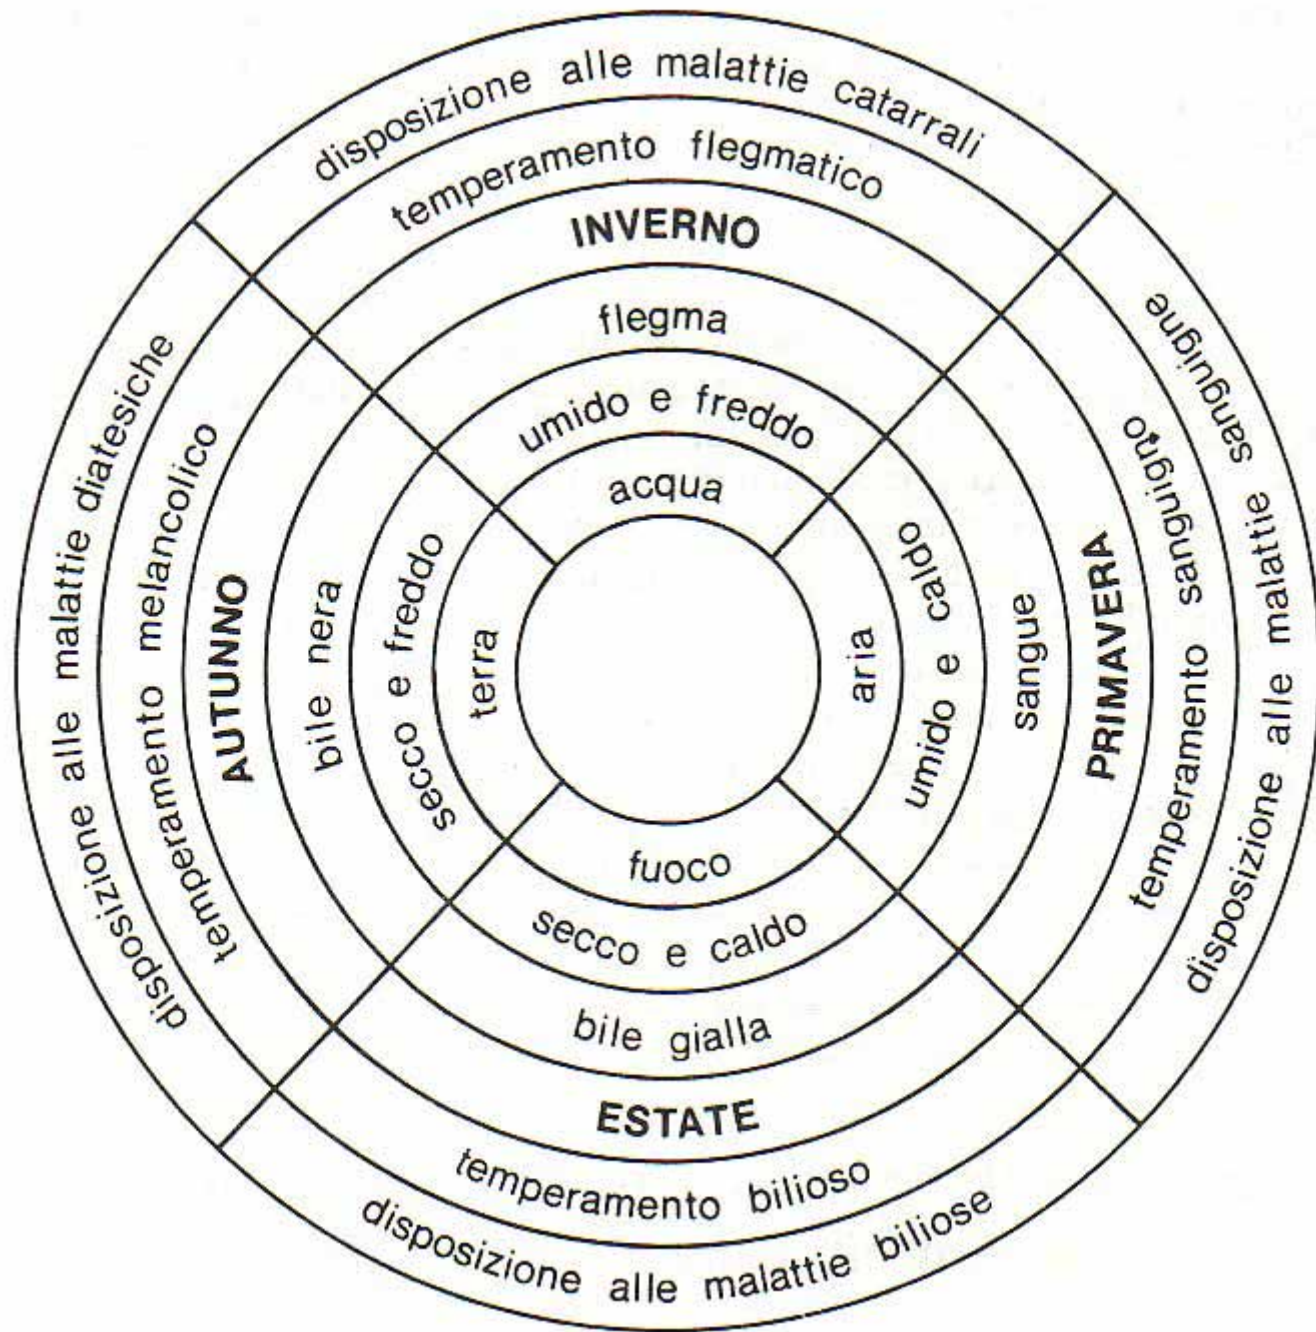 disposizione alle malattie catarrali
temperamento flegmatico
INVERNO
flegma
umido e freddo
acqua
disposizione alle malattie sanguigne
temperamento sanguigno
PRIMAVERA
sangue
umido e caldo
aria
fuoco
secco e caldo
bile gialla
ESTATE
temperamento bilioso
disposizione alle malattie biliose
disposizione alle malattie diatesiche
temperamento melancolico
AUTUNNO
bile nera
secco e freddo
terra